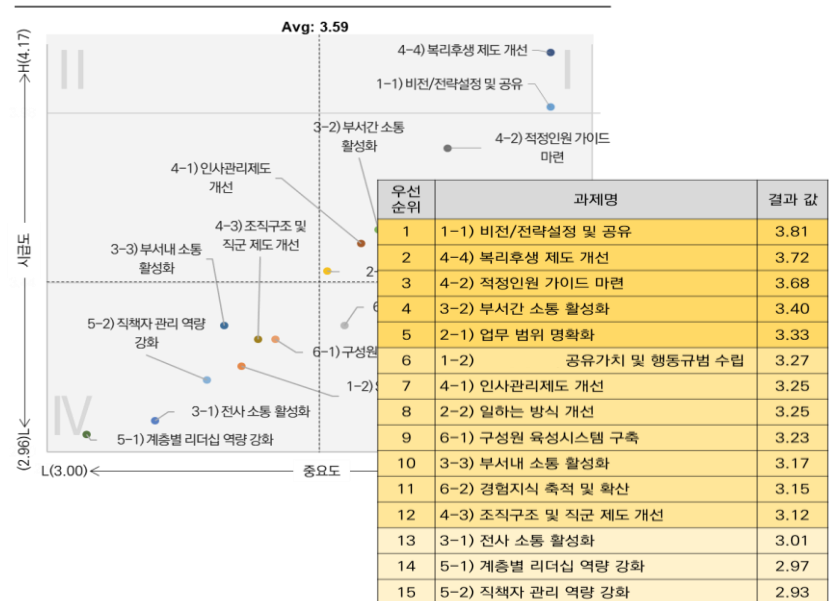 Avg: 3.59
H(4.17)
II
I
4-4) 복리후생 제도 개선
1-1) 비전/전략설정 및 공유
3-2) 부서간 소통
활성화
4-2) 적정인원 가이드
마련
4-1) 인사관리제도
개선
4-3) 조직구조 및
직군 제도 개선
3-3) 부서내 소통
활성화
시급도
2-
6
5-2) 직책자 관리 역량
강화
6-1) 구성원
1-2)
3-1) 전사 소통 활성화
IV
5-1) 계층별 리더십 역량 강화
(2.96)L
L(3.00)
중요도
우선
순위 과제명 결과 값
1 1-1) 비전/전략설정 및 공유 3.81
2 4-4) 복리후생 제도 개선 3.72
3 4-2) 적정인원 가이드 마련 3.68
4 3-2) 부서간 소통 활성화 3.40
5 2-1) 업무 범위 명확화 3.33
6 1-2) 공유가치 및 행동규범 수립 3.27
7 4-1) 인사관리제도 개선 3.25
8 2-2) 일하는 방식 개선 3.25
9 6-1) 구성원 육성시스템 구축 3.23
10 3-3) 부서내 소통 활성화 3.17
11 6-2) 경험지식 축적 및 확산 3.15
12 4-3) 조직구조 및 직군 제도 개선 3.12
13 3-1) 전사 소통 활성화 3.01
14 5-1) 계층별 리더십 역량 강화 2.97
15 5-2) 직책자 관리 역량 강화 2.93